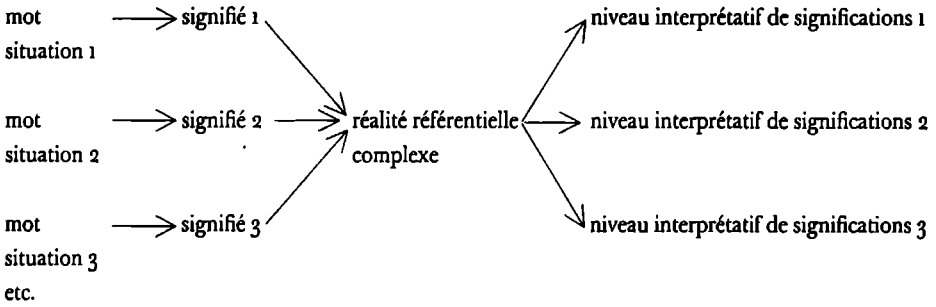 mot signifié 1 niveau interprétatif de significations 1
situation 1
mot signifié 2 réalité référentielle niveau interprétatif de significations 2
situation 2 complexe
mot signifié 3 niveau interprétatif de significations 3
situation 3
etc.